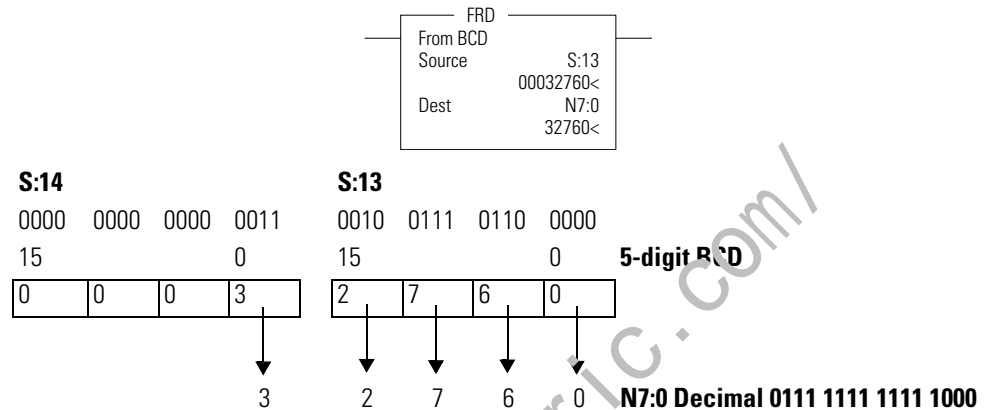 FRD
From BCD
Source S:13
00032760<
Dest N7:0
32760<
S:14 S:13
0000 0000 0000 0011 0010 0111 0110 0000
15 0 15 0 5-digit BCD
0 0 0 3 2 7 6 0
3 2 7 6 0 N7:0 Decimal 0111 1111 1111 1000